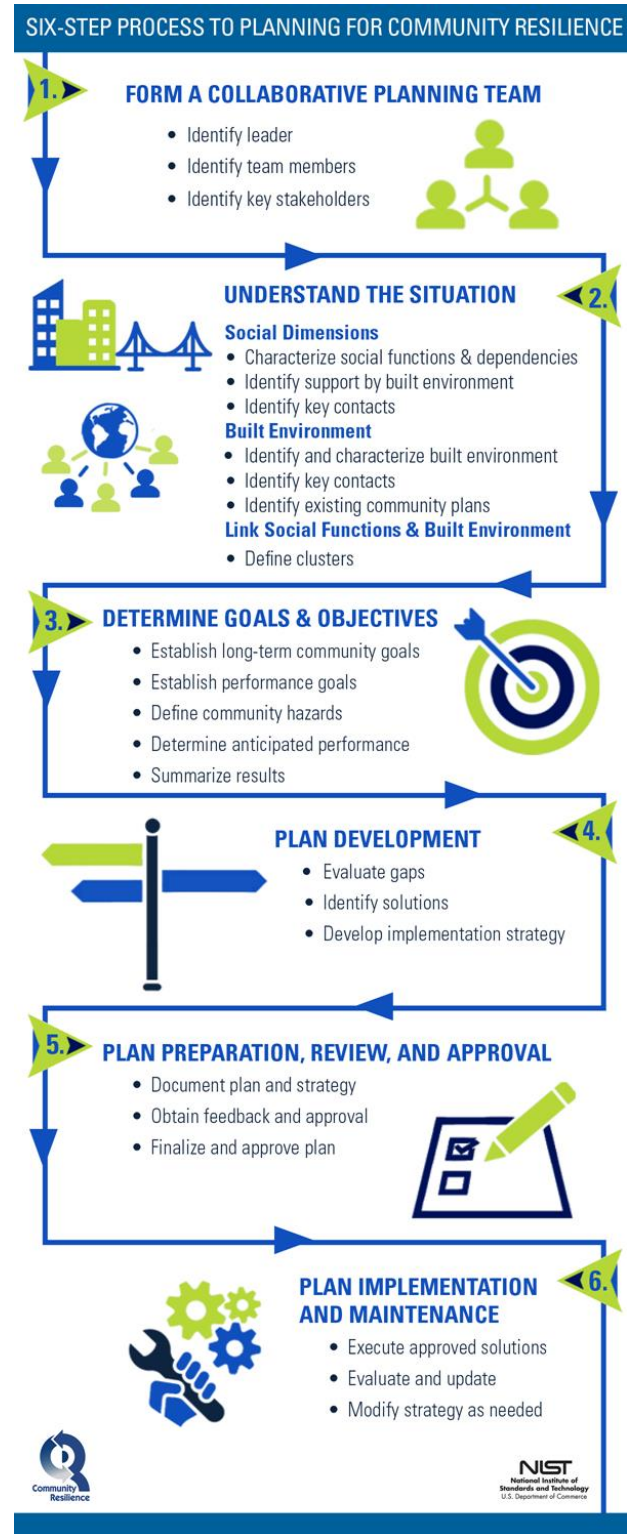 SIX-STEP PROCESS TO PLANNING FOR COMMUNITY RESILIENCE
1.
FORM A COLLABORATIVE PLANNING TEAM
• Identify leader
• Identify team members
• Identify key stakeholders
2.
UNDERSTAND THE SITUATION
Social Dimensions
• Characterize social functions & dependencies
• Identify support by built environment
• Identify key contacts
Built Environment
• Identify and characterize built environment
• Identify key contacts
• Identify existing community plans
Link Social Functions & Built Environment
• Define clusters
3.
DETERMINE GOALS & OBJECTIVES
• Establish long-term community goals
• Establish performance goals
• Define community hazards
• Determine anticipated performance
• Summarize results
4.
PLAN DEVELOPMENT
• Evaluate gaps
• Identify solutions
• Develop implementation strategy
5.
PLAN PREPARATION, REVIEW, AND APPROVAL
• Document plan and strategy
• Obtain feedback and approval
• Finalize and approve plan
6.
PLAN IMPLEMENTATION
AND MAINTENANCE
• Execute approved solutions
• Evaluate and update
• Modify strategy as needed
Community
Resilience
NIST
National Institute of
Standards and Technology
U.S. Department of Commerce